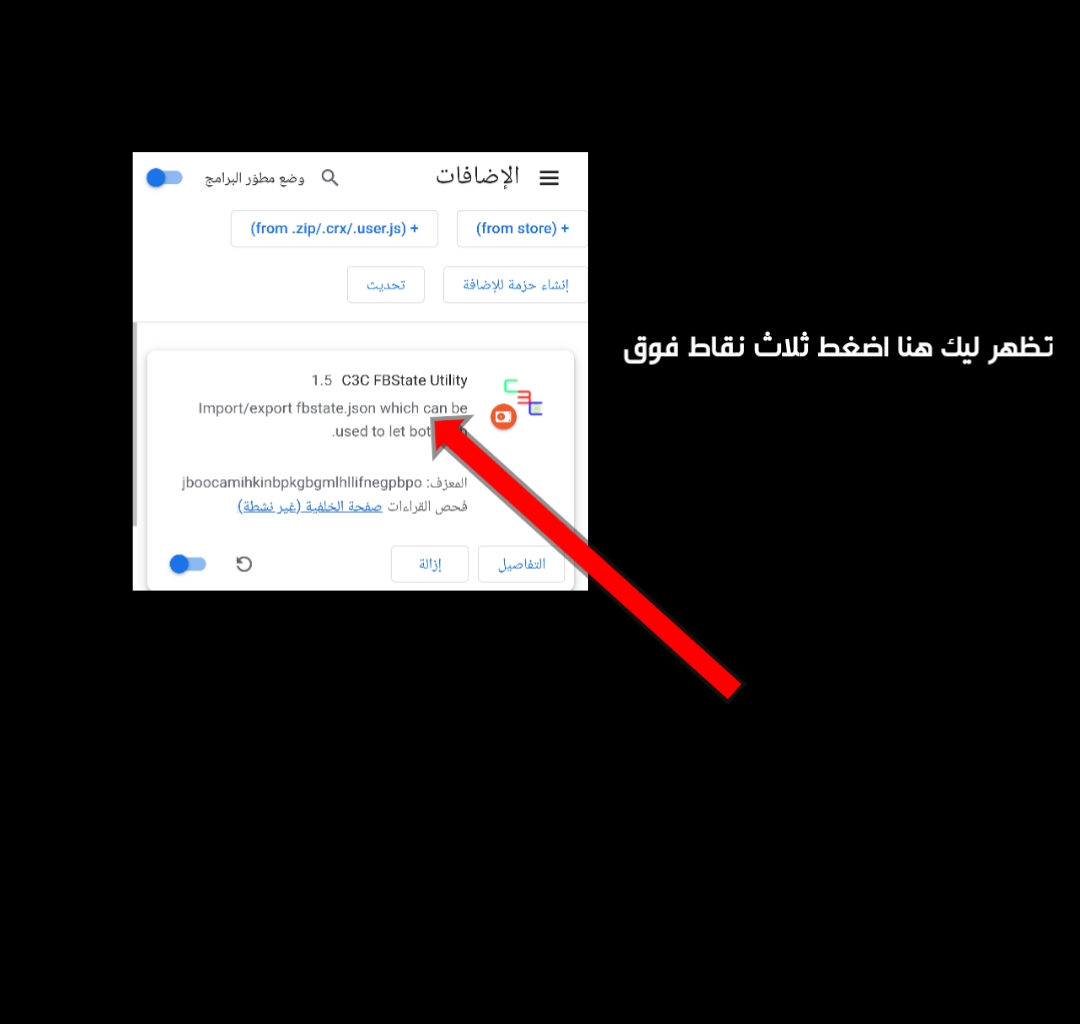 الإضافات
وضع مطوّر البرامج
+ (from store)
+ (from .zip/.crx/.user.js)
إنشاء حزمة للإضافة
تحديث
تظهر ليك هنا اضغط ثلاث نقاط فوق
C3C FBState Utility 1.5
Import/export fbstate.json which can be
used to let bot
المعرّف: jboocamihkinbpkgbgmlhllifnegpbpo
فحص القراءات صفحة الخلفية (غير نشطة)
التفاصيل
إزالة